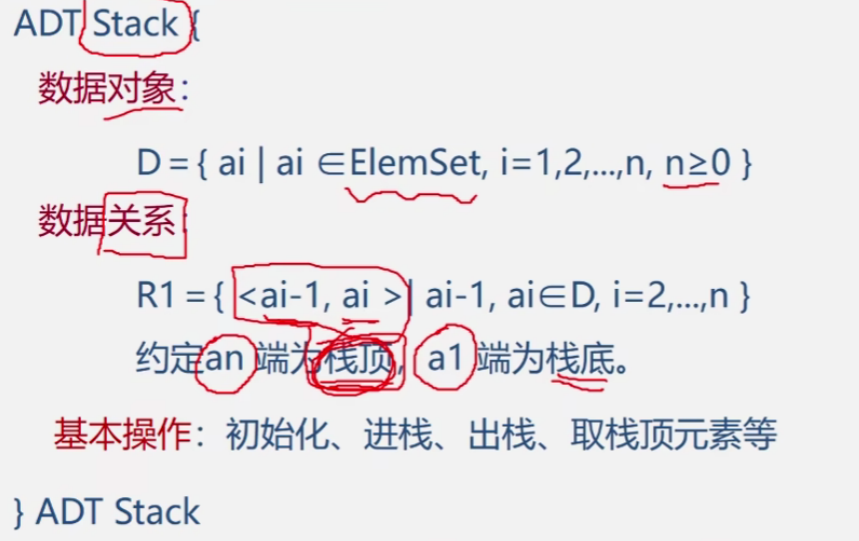 ADT Stack {
数据对象：
D = { ai | ai ∈ElemSet, i=1,2,...,n, n≥0 }
数据关系：
R1 = { <ai-1, ai >| ai-1, ai∈D, i=2,...,n }
约定an 端为栈顶，a1 端为栈底。
基本操作：初始化、进栈、出栈、取栈顶元素等
} ADT Stack